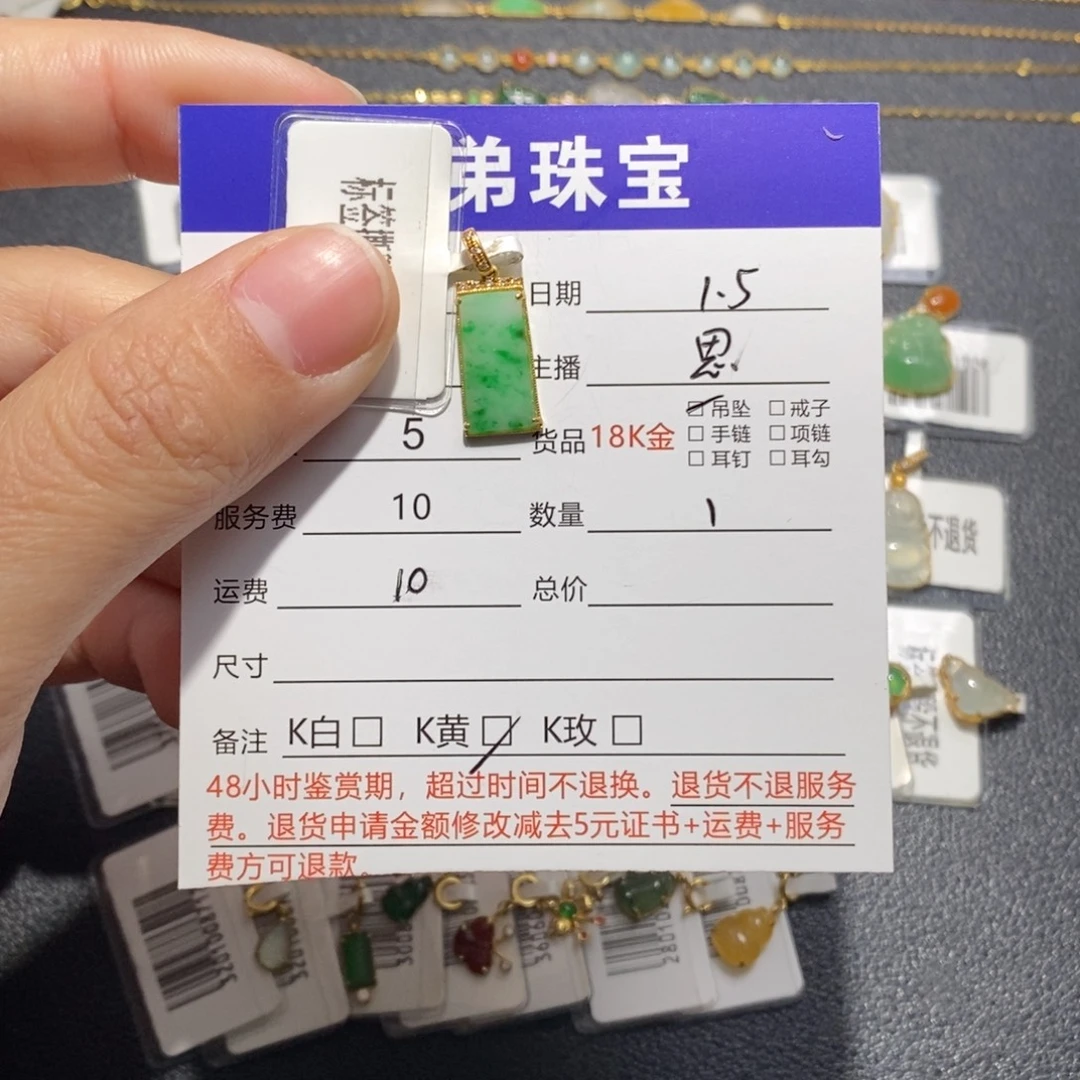 弟珠宝
标签撕
日期 1.5
主播 思
5 货品 18K金 吊坠 戒子
手链 项链
耳钉 耳勾
服务费 10 数量 1
运费 10 总价
尺寸
备注 K白 K黄 K玫
48小时鉴赏期，超过时间不退换。退货不退服务
费。退货申请金额修改减去5元证书+运费+服务
费方可退款。
不退货